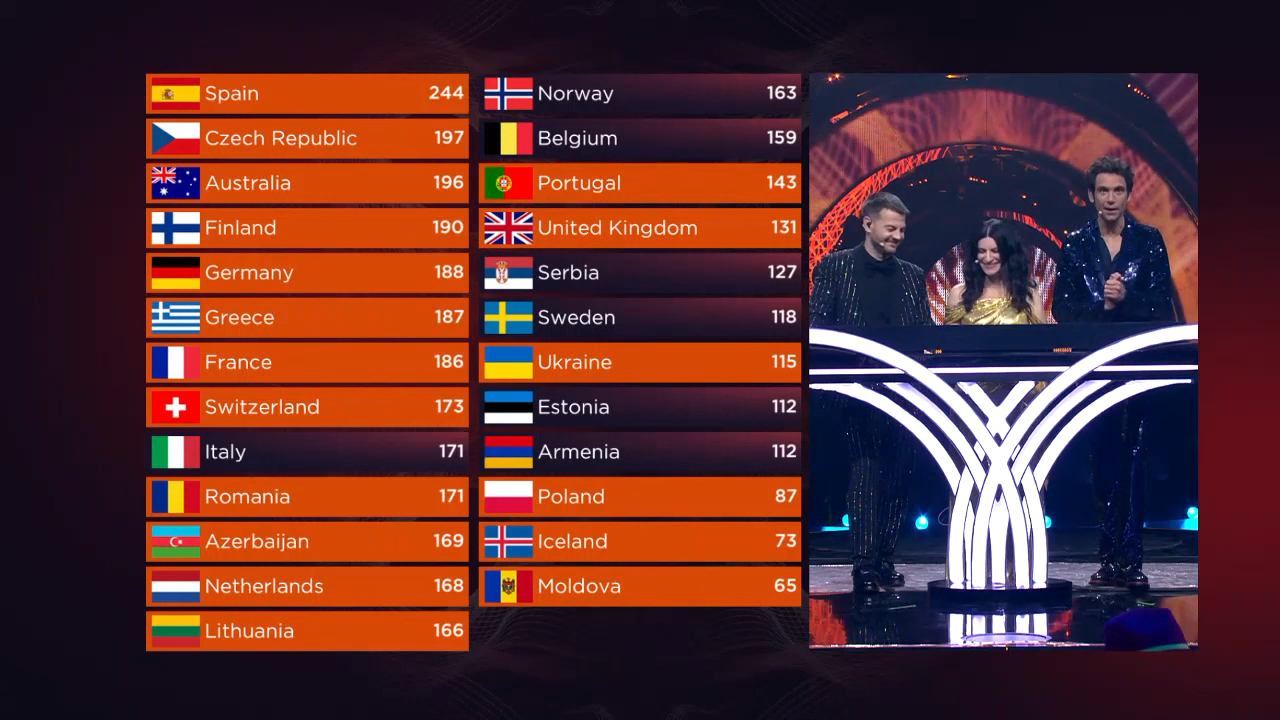 Spain 244
Czech Republic 197
Australia 196
Finland 190
Germany 188
Greece 187
France 186
Switzerland 173
Italy 171
Romania 171
Azerbaijan 169
Netherlands 168
Lithuania 166
Norway 163
Belgium 159
Portugal 143
United Kingdom 131
Serbia 127
Sweden 118
Ukraine 115
Estonia 112
Armenia 112
Poland 87
Iceland 73
Moldova 65